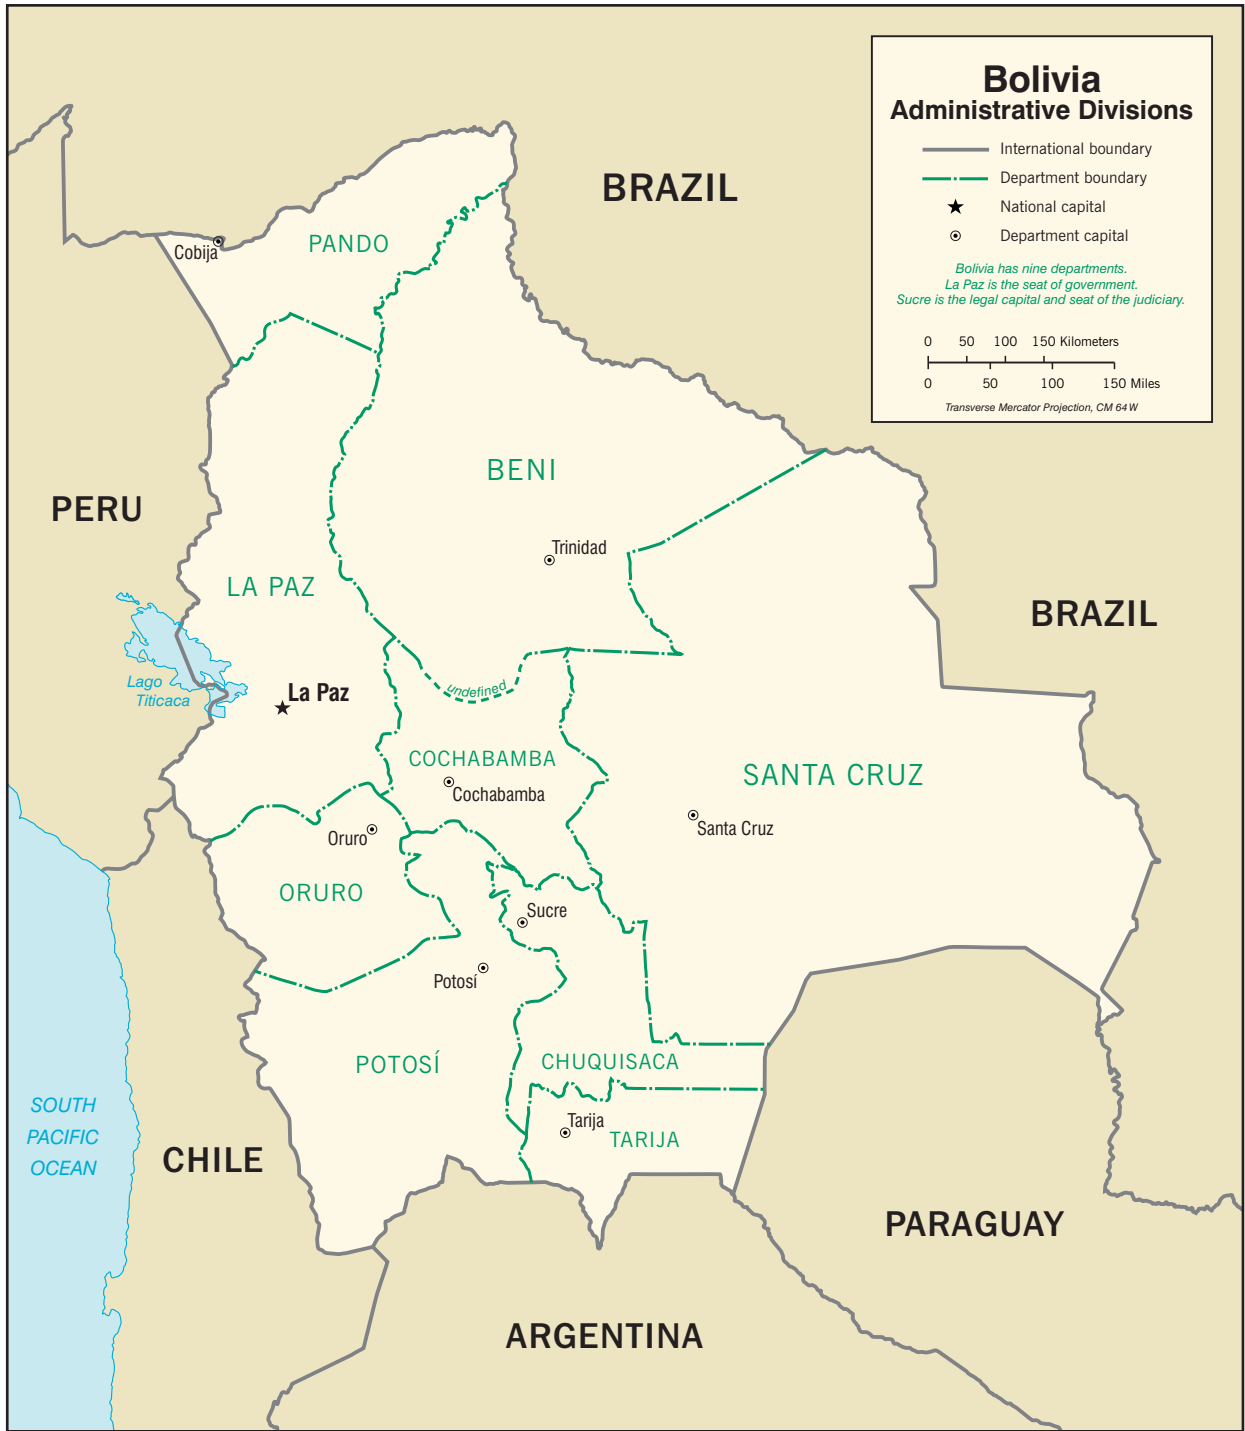 Bolivia
Administrative Divisions
International boundary
Department boundary
National capital
Department capital
Bolivia has nine departments.
La Paz is the seat of government.
Sucre is the legal capital and seat of the judiciary.
0 50 100 150 Kilometers
0 50 100 150 Miles
Transverse Mercator Projection, CM 64 W
BRAZIL
PANDO
Cobija
BENI
PERU
Trinidad
LA PAZ
BRAZIL
Lago
Titicaca
La Paz
undefined
COCHABAMBA
Cochabamba
SANTA CRUZ
Santa Cruz
Oruro
ORURO
Sucre
Potosí
POTOSÍ
CHUQUISACA
Tarija
TARIJA
SOUTH
PACIFIC
OCEAN
CHILE
PARAGUAY
ARGENTINA